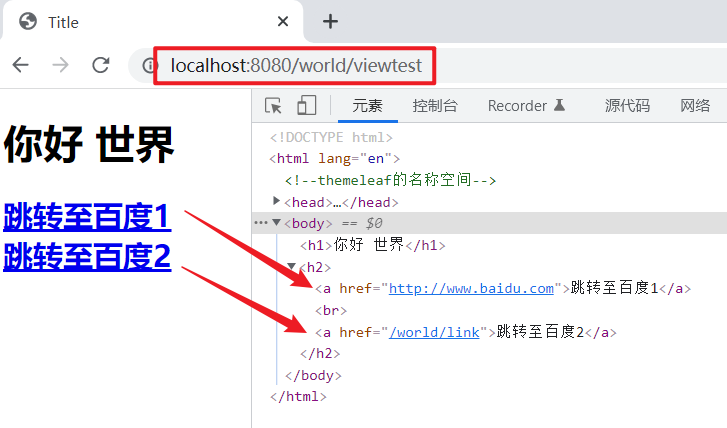 Title
localhost:8080/world/viewtest
你好 世界
跳转至百度1
跳转至百度2
元素 控制台 Recorder 源代码 网络
<!DOCTYPE html>
<html lang="en">
<!--themeleaf的名称空间-->
<head>…</head>
<body> == $0
<h1>你好 世界</h1>
<h2>
<a href="http://www.baidu.com">跳转至百度1</a>
<br>
<a href="/world/link">跳转至百度2</a>
</h2>
</body>
</html>